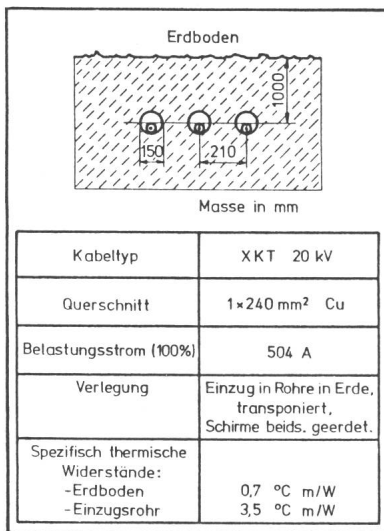 Erdboden
1000
150
210
Masse in mm
Kabeltyp
XKT 20 kV
Querschnitt
1×240 mm² Cu
Belastungsstrom (100%)
504 A
Verlegung
Einzug in Rohre in Erde,
transponiert,
Schirme beids. geerdet.
Spezifisch thermische
Widerstände:
-Erdboden
0,7 °C m/W
-Einzugsrohr
3,5 °C m/W